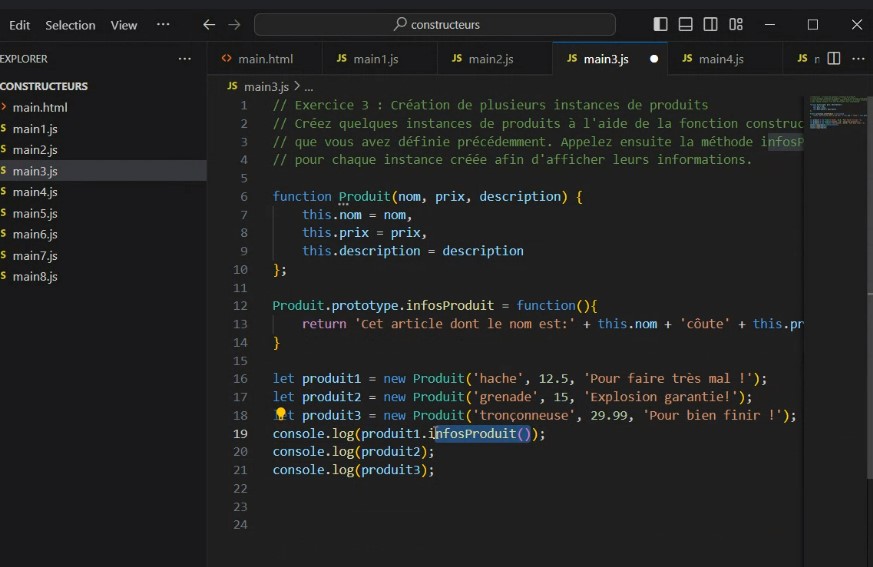 Edit Selection View ... constructeurs
EXPLORER ...
CONSTRUCTEURS
main.html
main1.js
main2.js
main3.js
main4.js
main5.js
main6.js
main7.js
main8.js
<> main.html JS main1.js JS main2.js JS main3.js JS main4.js JS
JS main3.js > ...
1 // Exercice 3 : Création de plusieurs instances de produits
2 // Créez quelques instances de produits à l'aide de la fonction construc
3 // que vous avez définie précédemment. Appelez ensuite la méthode infosP
4 // pour chaque instance créée afin d'afficher leurs informations.
5
6 function Produit(nom, prix, description) {
7 this.nom = nom,
8 this.prix = prix,
9 this.description = description
10 };
11
12 Produit.prototype.infosProduit = function(){
13 return 'Cet article dont le nom est:' + this.nom + 'côute' + this.pr
14 }
15
16 let produit1 = new Produit('hache', 12.5, 'Pour faire très mal !');
17 let produit2 = new Produit('grenade', 15, 'Explosion garantie!');
18 let produit3 = new Produit('tronçonneuse', 29.99, 'Pour bien finir !');
19 console.log(produit1.infosProduit());
20 console.log(produit2);
21 console.log(produit3);
22
23
24